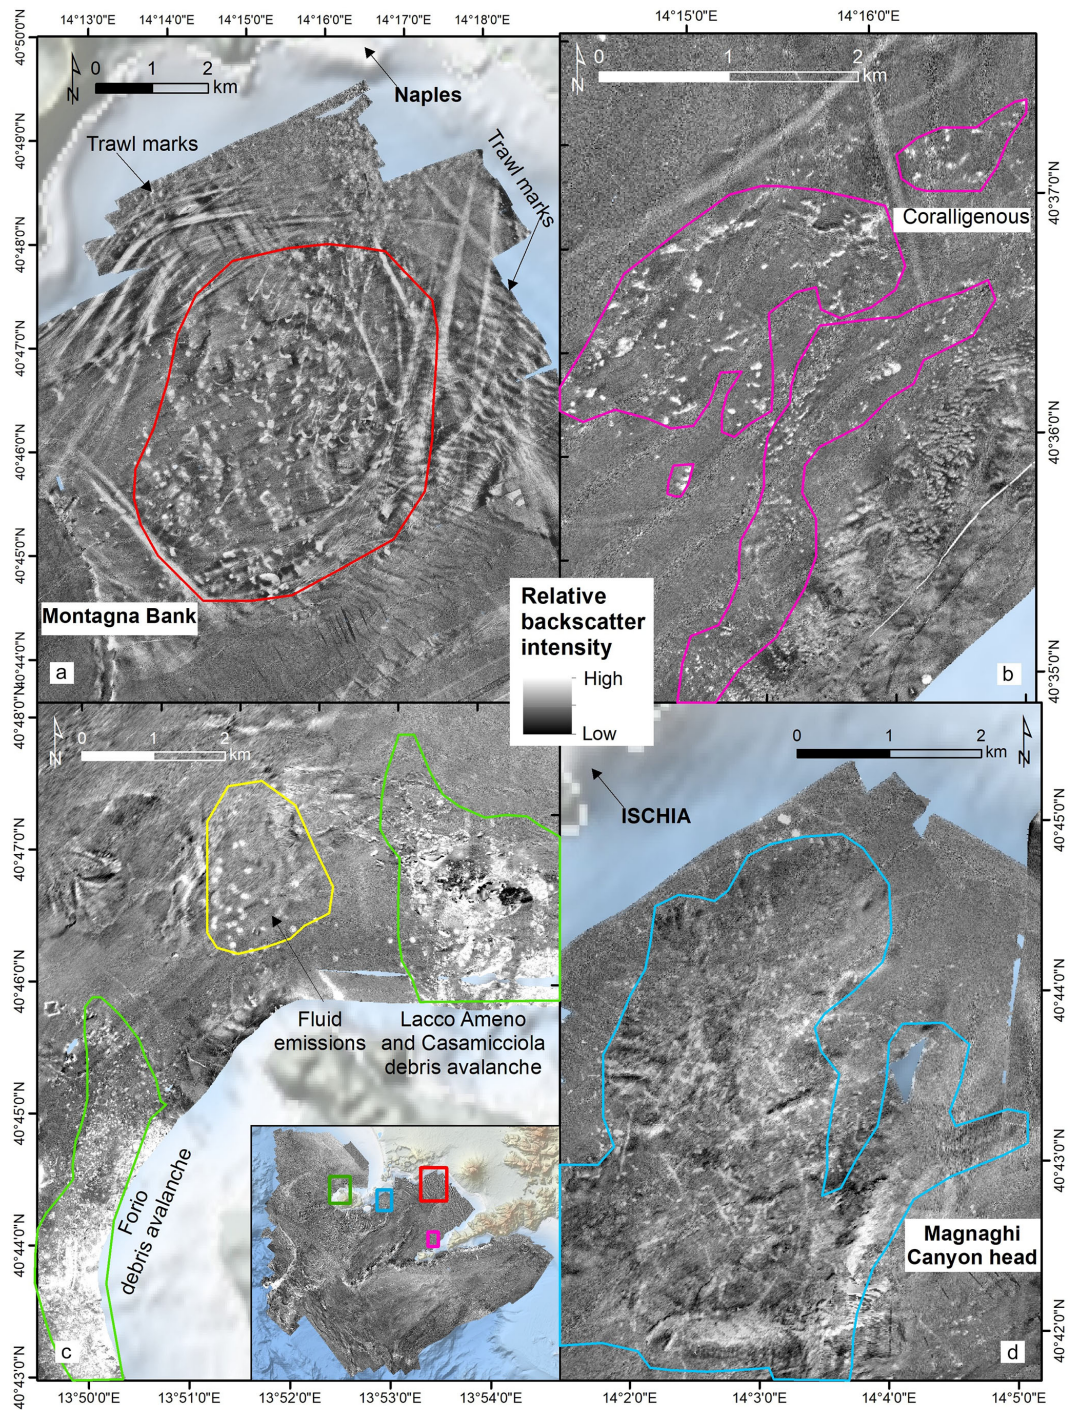 14°13'0"E 14°14'0"E 14°15'0"E 14°16'0"E 14°17'0"E 14°18'0"E
40°50'0"N
40°49'0"N
40°48'0"N
40°47'0"N
40°46'0"N
40°45'0"N
40°44'0"N
0 1 2
km
N
Naples
Trawl marks
Trawl marks
Montagna Bank
a
14°15'0"E 14°16'0"E
0 1 2
km
N
40°37'0"N
40°36'0"N
40°35'0"N
Coralligenous
b
Relative
backscatter
intensity
High
Low
40°48'0"N
40°47'0"N
40°46'0"N
40°45'0"N
40°44'0"N
40°43'0"N
0 1 2
km
N
Fluid
emissions
Lacco Ameno
and Casamicciola
debris avalanche
Forio
debris avalanche
c
13°50'0"E 13°51'0"E 13°52'0"E 13°53'0"E 13°54'0"E
0 1 2
km
N
ISCHIA
40°45'0"N
40°44'0"N
40°43'0"N
40°42'0"N
Magnaghi
Canyon head
d
14°2'0"E 14°3'0"E 14°4'0"E 14°5'0"E